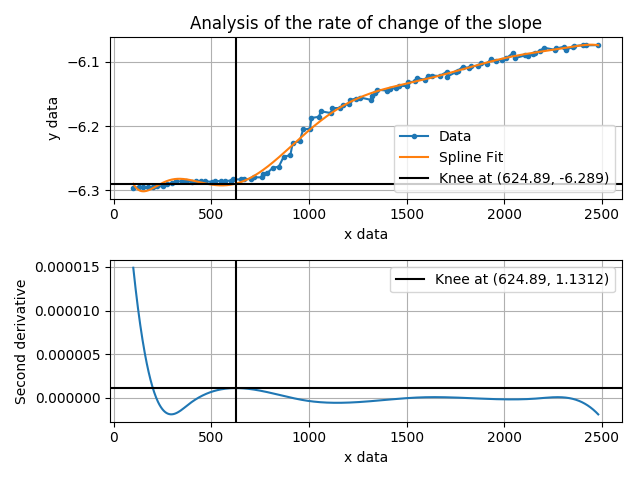 Analysis of the rate of change of the slope
−6.1
−6.2
−6.3
y data
Data
Spline Fit
Knee at (624.89, -6.289)
0 500 1000 1500 2000 2500
x data
0.000015
0.000010
0.000005
0.000000
Second derivative
Knee at (624.89, 1.1312)
0 500 1000 1500 2000 2500
x data